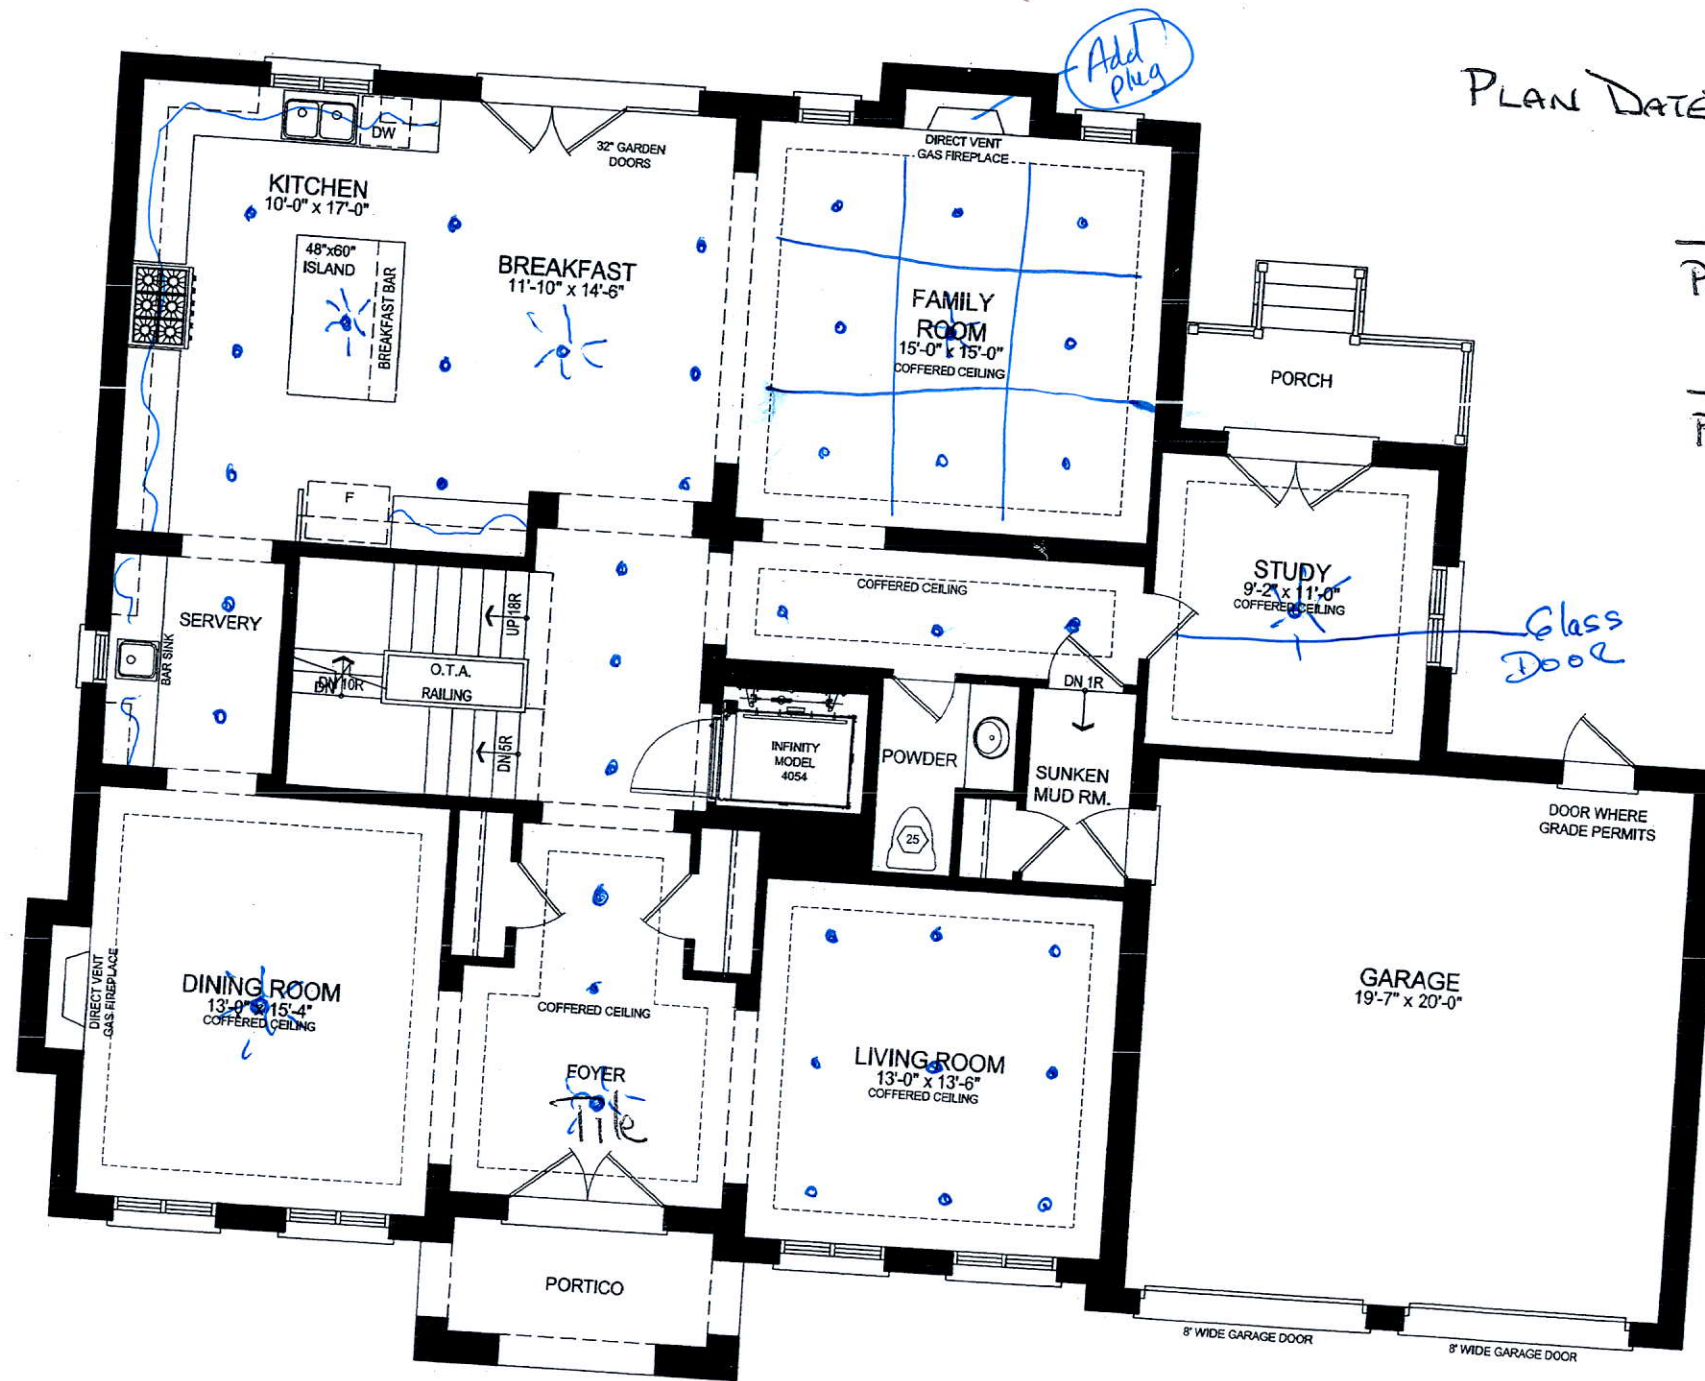 Add
plug
PLAN DATE
DW
32" GARDEN
DOORS
DIRECT VENT
GAS FIREPLACE
KITCHEN
10'-0" x 17'-0"
48"x60"
ISLAND
BREAKFAST BAR
BREAKFAST
11'-10" x 14'-6"
FAMILY
ROOM
15'-0" x 15'-0"
COFFERED CEILING
PORCH
F
STUDY
9'-2" x 11'-0"
COFFERED CEILING
Glass
Door
COFFERED CEILING
SERVERY
BAR SINK
UP 18R
O.T.A.
RAILING
DN 10R
DN 5R
DN 1R
INFINITY
MODEL
4054
POWDER
25
SUNKEN
MUD RM.
DOOR WHERE
GRADE PERMITS
DIRECT VENT
GAS FIREPLACE
DINING ROOM
13'-0" x 15'-4"
COFFERED CEILING
COFFERED CEILING
FOYER
Tile
LIVING ROOM
13'-0" x 13'-6"
COFFERED CEILING
GARAGE
19'-7" x 20'-0"
PORTICO
8' WIDE GARAGE DOOR
8' WIDE GARAGE DOOR